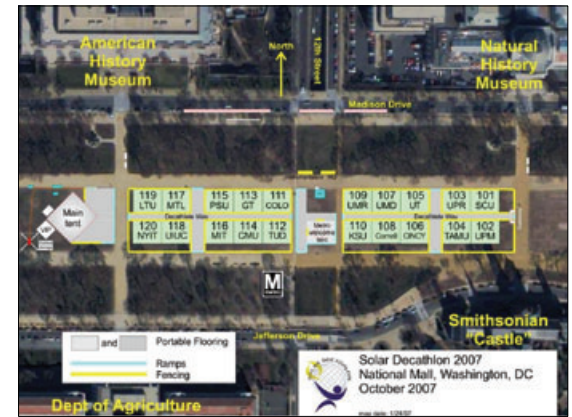 American
History
Museum
North
12th Street
Natural
History
Museum
Madison Drive
119 117 115 113 111
LTU MTL PSU GT COLO
109 107 105 103 101
UMR UMD UT UPR SCU
Main
tent
VIP
Decathlete Way
Decathlete Way
120 118 116 114 112
NYIT UIUC MIT CMU TUD
110 108 106 104 102
KSU Cornell CINCY TAMU UPM
M
Jefferson Drive
Smithsonian
"Castle"
and Portable Flooring
Ramps
Fencing
Solar Decathlon 2007
National Mall, Washington, DC
October 2007
Dept of Agriculture